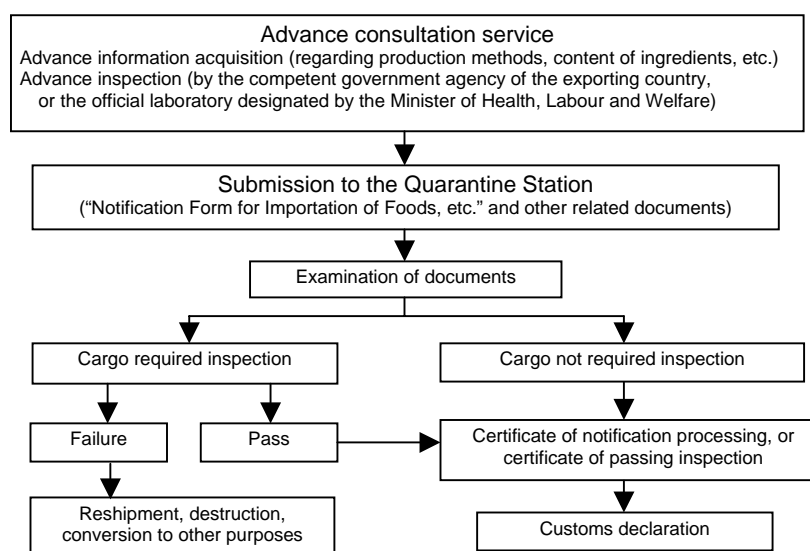 Advance consultation service
Advance information acquisition (regarding production methods, content of ingredients, etc.)
Advance inspection (by the competent government agency of the exporting country,
or the official laboratory designated by the Minister of Health, Labour and Welfare)
Submission to the Quarantine Station
(“Notification Form for Importation of Foods, etc.” and other related documents)
Examination of documents
Cargo required inspection
Cargo not required inspection
Failure
Pass
Certificate of notification processing, or
certificate of passing inspection
Reshipment, destruction,
conversion to other purposes
Customs declaration